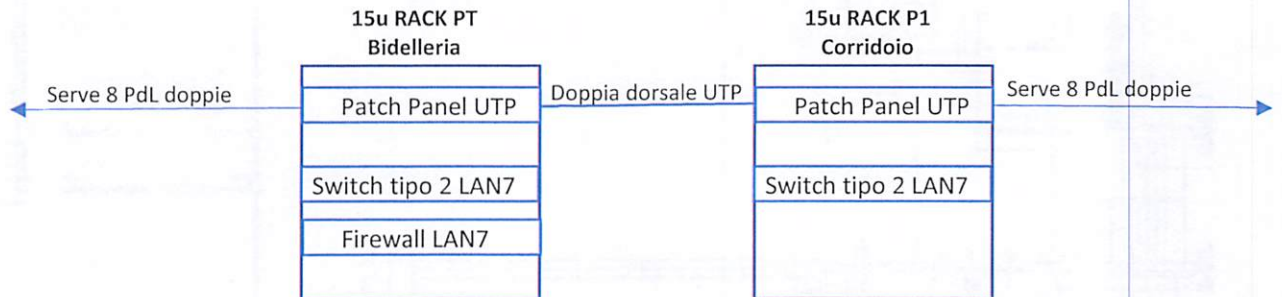 15u RACK PT
Bidelleria
15u RACK P1
Corridoio
Serve 8 PdL doppie
Patch Panel UTP
Doppia dorsale UTP
Patch Panel UTP
Serve 8 PdL doppie
Switch tipo 2 LAN7
Switch tipo 2 LAN7
Firewall LAN7